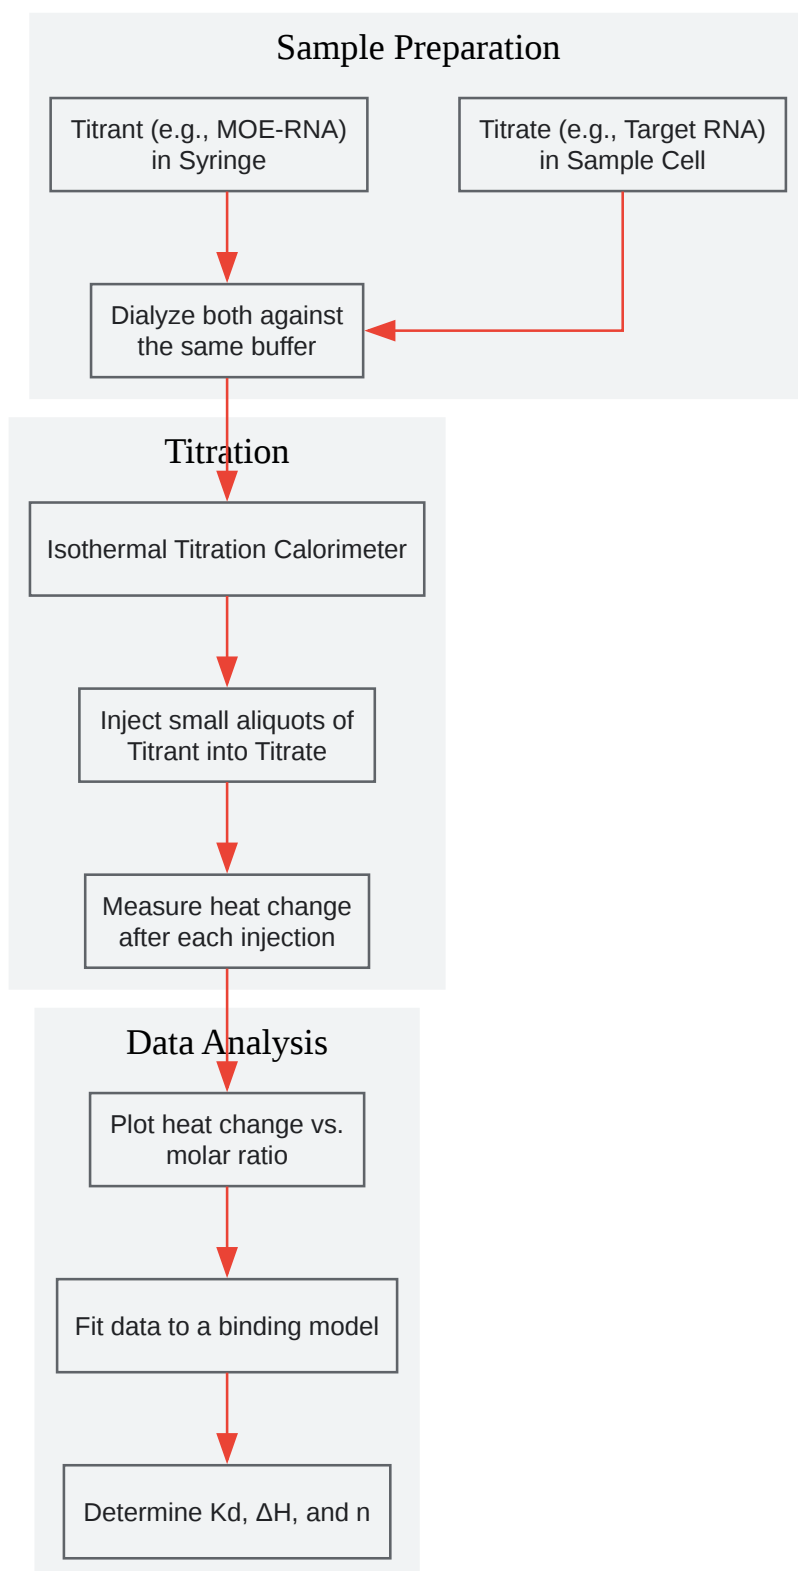 Sample Preparation
Titrant (e.g., MOE-RNA)
in Syringe
Titrate (e.g., Target RNA)
in Sample Cell
Dialyze both against
the same buffer
Titration
Isothermal Titration Calorimeter
Inject small aliquots of
Titrant into Titrate
Measure heat change
after each injection
Data Analysis
Plot heat change vs.
molar ratio
Fit data to a binding model
Determine Kd, ΔH, and n